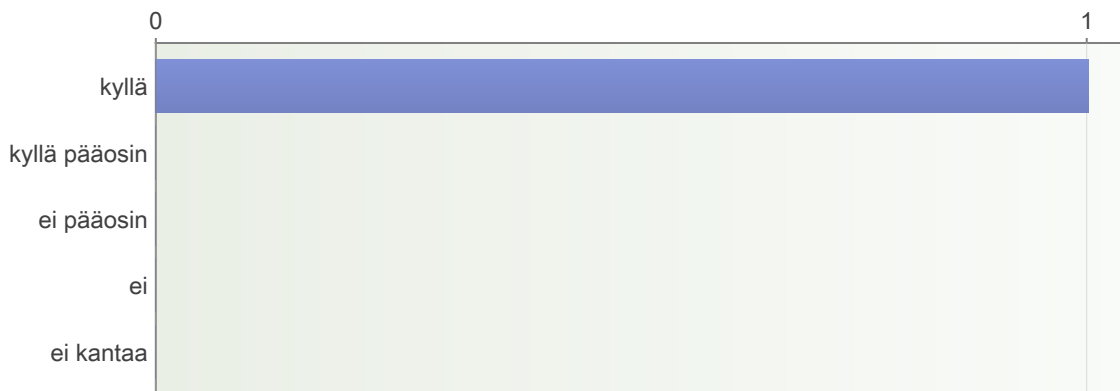 0 1
kyllä
kyllä pääosin
ei pääosin
ei
ei kantaa